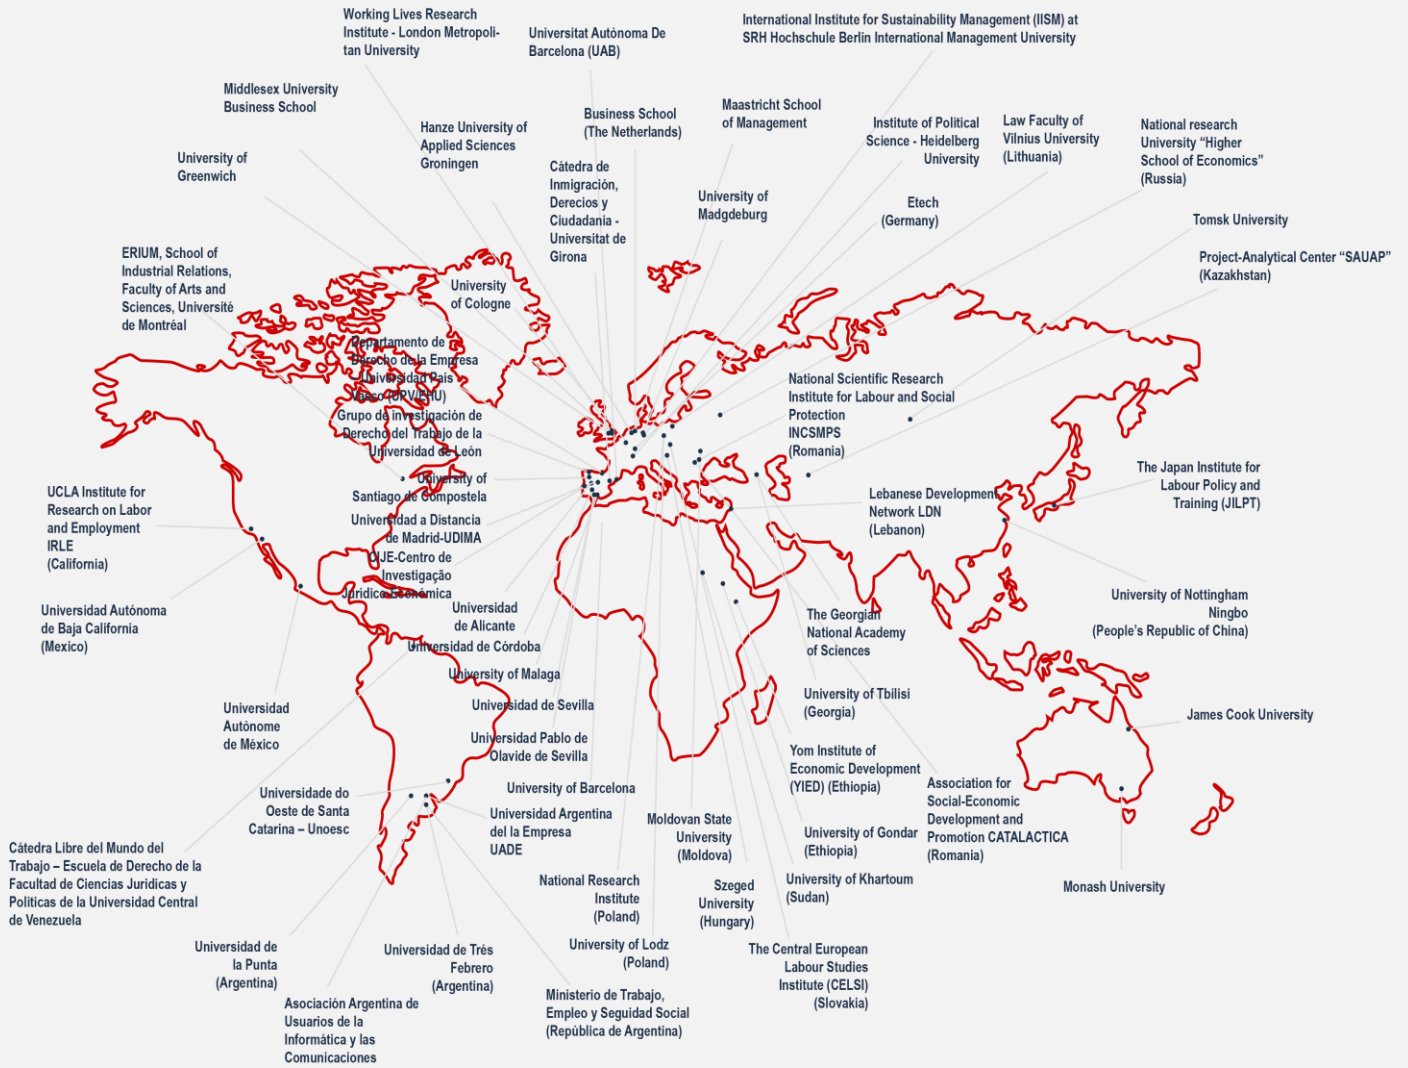 Working Lives Research
Institute - London Metropoli-
tan University
Universitat Autònoma De
Barcelona (UAB)
International Institute for Sustainability Management (IISM) at
SRH Hochschule Berlin International Management University
Middlesex University
Business School
Hanze University of
Applied Sciences
Groningen
Business School
(The Netherlands)
Maastricht School
of Management
Institute of Political
Science - Heidelberg
University
Law Faculty of
Vilnius University
(Lithuania)
National research
University “Higher
School of Economics”
(Russia)
University of
Greenwich
Cátedra de
Inmigración,
Derecios y
Ciudadania -
Universitat de
Girona
University of
Madgdeburg
Etech
(Germany)
Tomsk University
ERIUM, School of
Industrial Relations,
Faculty of Arts and
Sciences, Université
de Montréal
University
of Cologne
Project-Analytical Center “SAUAP”
(Kazakhstan)
Departamento de
Derecho de la Empresa
- Universidad Pais
Vasco (UPV/EHU)
National Scientific Research
Institute for Labour and Social
Protection
INCSMPS
(Romania)
Grupo de investigación de
Derecho del Trabajo de la
Universidad de León
University of
Santiago de Compostela
UCLA Institute for
Research on Labor
and Employment
IRLE
(California)
Lebanese Development
Network LDN
(Lebanon)
The Japan Institute for
Labour Policy and
Training (JILPT)
Universidad a Distancia
de Madrid-UDIMA
CIJE-Centro de
Investigação
Jurídico-Económica
Universidad Autónoma
de Baja California
(Mexico)
Universidad
de Alicante
The Georgian
National Academy
of Sciences
University of Nottingham
Ningbo
(People’s Republic of China)
Universidad de Córdoba
University of Malaga
Universidad
Autònome
de México
Universidad de Sevilla
University of Tbilisi
(Georgia)
James Cook University
Universidad Pablo de
Olavide de Sevilla
Yom Institute of
Economic Development
(YIED) (Ethiopia)
Universidade do
Oeste de Santa
Catarina – Unoesc
University of Barcelona
Universidad Argentina
del la Empresa
UADE
Moldovan State
University
(Moldova)
University of Gondar
(Ethiopia)
Association for
Social-Economic
Development and
Promotion CATALACTICA
(Romania)
Cátedra Libre del Mundo del
Trabajo – Escuela de Derecho de la
Facultad de Ciencias Juridicas y
Politicas de la Universidad Central
de Venezuela
National Research
Institute
(Poland)
Szeged
University
(Hungary)
University of Khartoum
(Sudan)
Monash University
Universidad de
la Punta
(Argentina)
Universidad de Trés
Febrero
(Argentina)
University of Lodz
(Poland)
The Central European
Labour Studies
Institute (CELSI)
(Slovakia)
Asociación Argentina de
Usuarios de la
Informática y las
Comunicaciones
Ministerio de Trabajo,
Empleo y Seguidad Social
(República de Argentina)